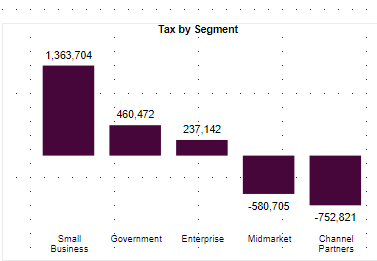 Tax by Segment
1,363,704
460,472
237,142
-580,705
-752,821
Small
Business
Government
Enterprise
Midmarket
Channel
Partners